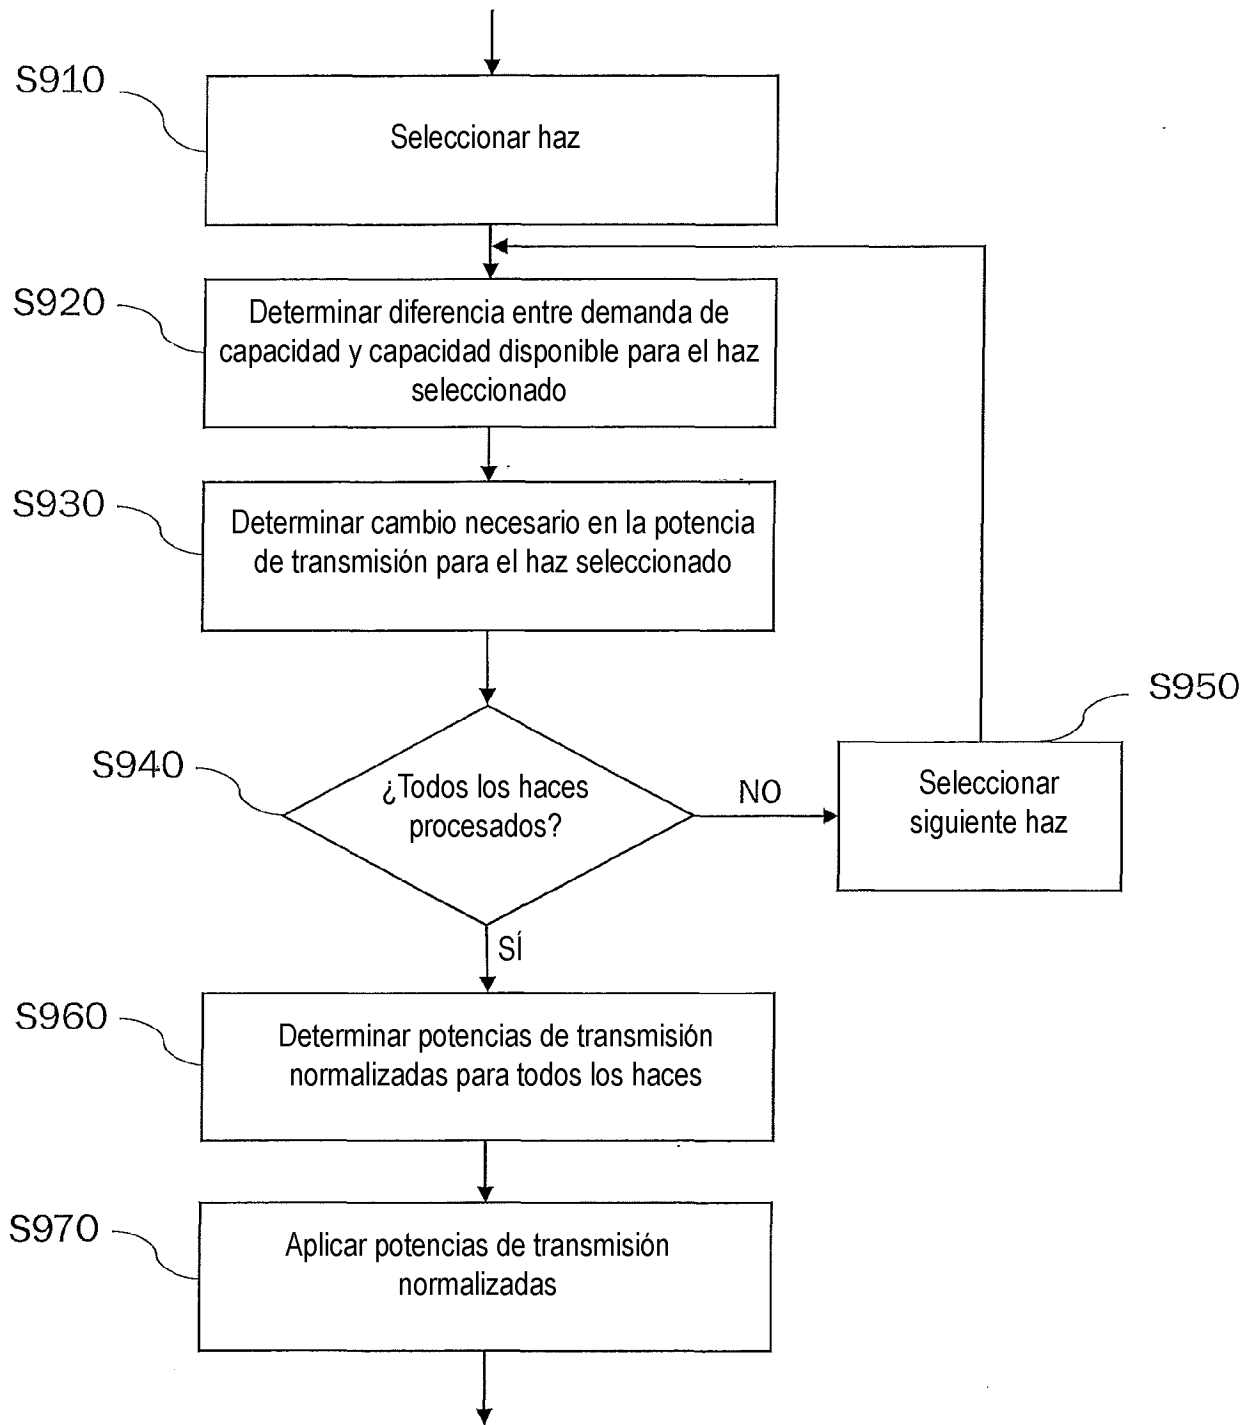 S910
Seleccionar haz
S920
Determinar diferencia entre demanda de
capacidad y capacidad disponible para el haz
seleccionado
S930
Determinar cambio necesario en la potencia
de transmisión para el haz seleccionado
S940
¿Todos los haces
procesados?
NO
S950
Seleccionar
siguiente haz
SÍ
S960
Determinar potencias de transmisión
normalizadas para todos los haces
S970
Aplicar potencias de transmisión
normalizadas